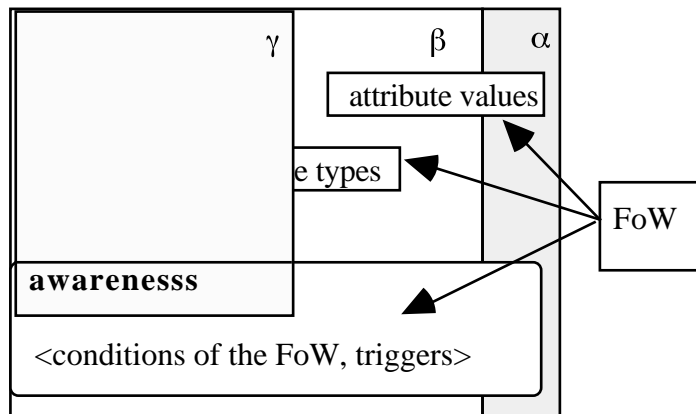 γ β α
attribute values
e types
FoW
awarenesss
<conditions of the FoW, triggers>